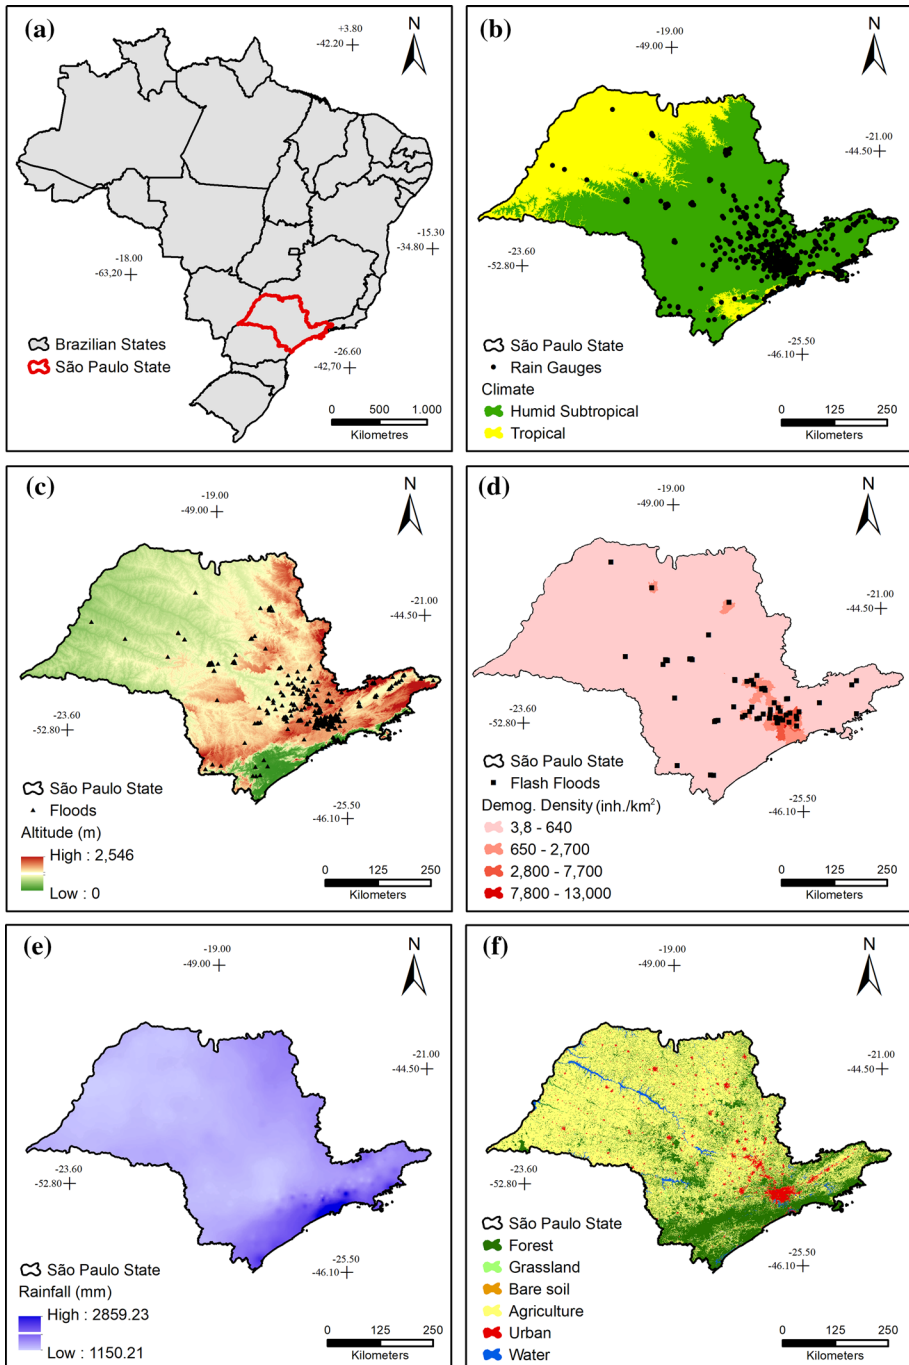 (a)
N
+3.80
-42.20
-15.30
-34.80
-18.00
-63,20
-26.60
-42,70
Brazilian States
São Paulo State
0 500 1.000
Kilometres
(b)
N
-19.00
-49.00
-21.00
-44.50
-23.60
-52.80
-25.50
-46.10
São Paulo State
Rain Gauges
Climate
Humid Subtropical
Tropical
0 125 250
Kilometers
(c)
N
-19.00
-49.00
-21.00
-44.50
-23.60
-52.80
-25.50
-46.10
São Paulo State
Floods
Altitude (m)
High : 2,546
Low : 0
0 125 250
Kilometers
(d)
N
-19.00
-49.00
-21.00
-44.50
-23.60
-52.80
-25.50
-46.10
São Paulo State
Flash Floods
Demog. Density (inh./km²)
3,8 - 640
650 - 2,700
2,800 - 7,700
7,800 - 13,000
0 125 250
Kilometers
(e)
N
-19.00
-49.00
-21.00
-44.50
-23.60
-52.80
-25.50
-46.10
São Paulo State
Rainfall (mm)
High : 2859.23
Low : 1150.21
0 125 250
Kilometers
(f)
N
-19.00
-49.00
-21.00
-44.50
-23.60
-52.80
-25.50
-46.10
São Paulo State
Forest
Grassland
Bare soil
Agriculture
Urban
Water
0 125 250
Kilometers